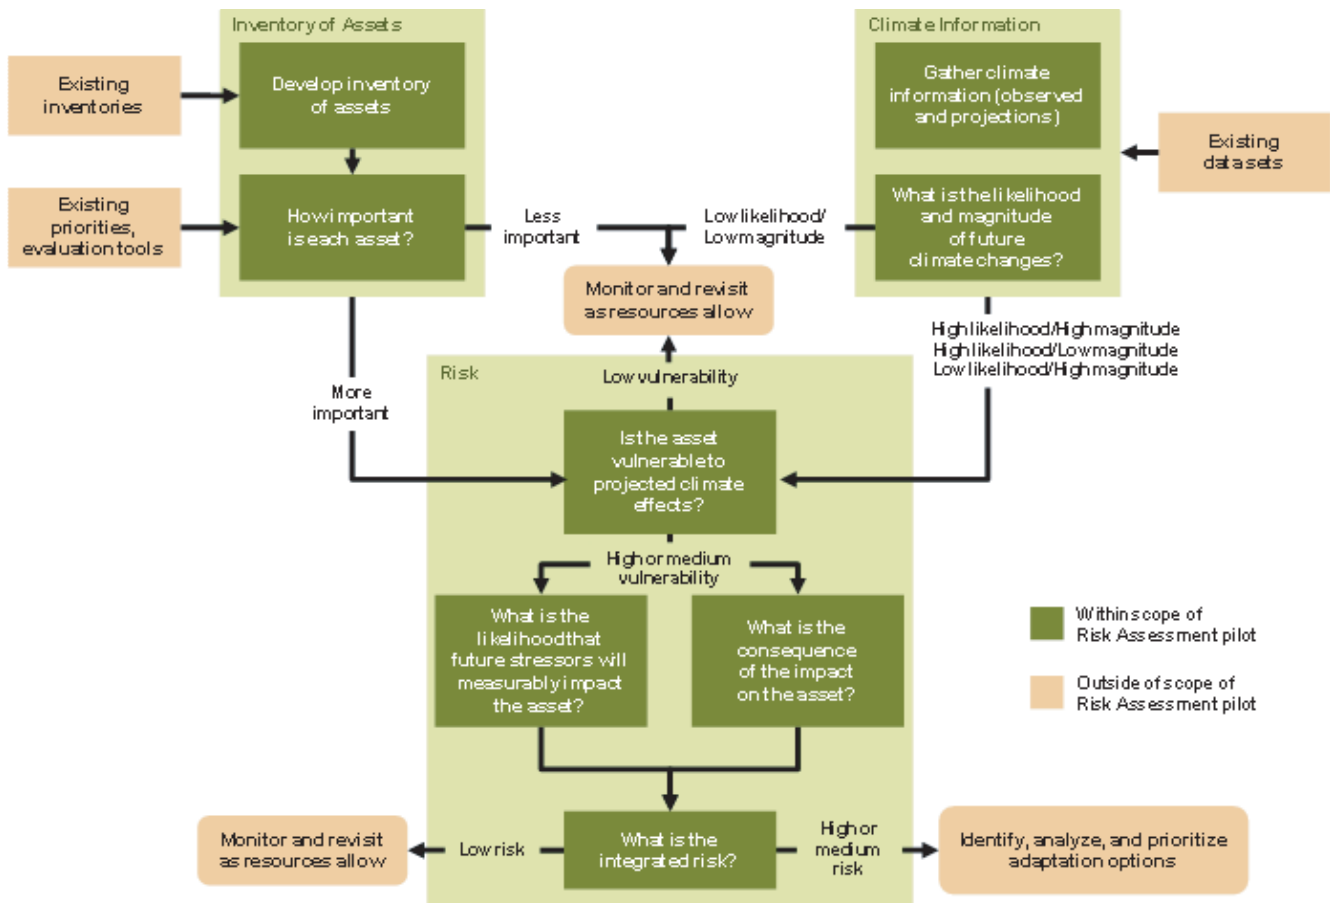 Inventory of Assets
Climate Information
Existing
inventories
Develop inventory
of assets
Gather climate
information (observed
and projections)
Existing
data sets
Existing
priorities,
evaluation tools
How important
is each asset?
Less
important
Low likelihood/
Low magnitude
What is the likelihood
and magnitude
of future
climate changes?
Monitor and revisit
as resources allow
High likelihood/High magnitude
High likelihood/Low magnitude
Low likelihood/High magnitude
More
important
Risk
Low vulnerability
Is the asset
vulnerable to
projected climate
effects?
High or medium
vulnerability
What is the
likelihood that
future stressors will
measurably impact
the asset?
What is the
consequence
of the impact
on the asset?
Within scope of
Risk Assessment pilot
Outside of scope of
Risk Assessment pilot
Monitor and revisit
as resources allow
Low risk
What is the
integrated risk?
High or
medium
risk
Identify, analyze, and prioritize
adaptation options